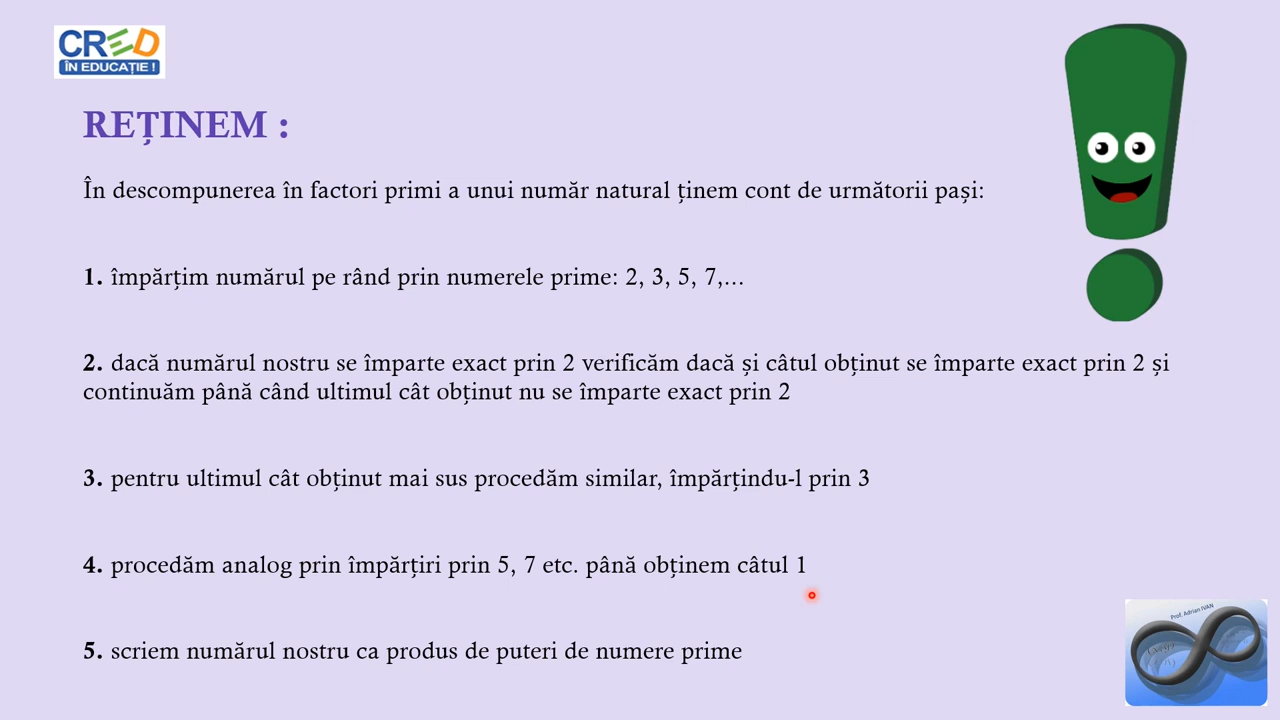 CRED
ÎN EDUCAȚIE !
REȚINEM :
În descompunerea în factori primi a unui număr natural ținem cont de următorii pași:
1. împărțim numărul pe rând prin numerele prime: 2, 3, 5, 7,...
2. dacă numărul nostru se împarte exact prin 2 verificăm dacă și câtul obținut se împarte exact prin 2 și
continuăm până când ultimul cât obținut nu se împarte exact prin 2
3. pentru ultimul cât obținut mai sus procedăm similar, împărțindu-l prin 3
4. procedăm analog prin împărțiri prin 5, 7 etc. până obținem câtul 1
5. scriem numărul nostru ca produs de puteri de numere prime
Prof. Adrian IVAN